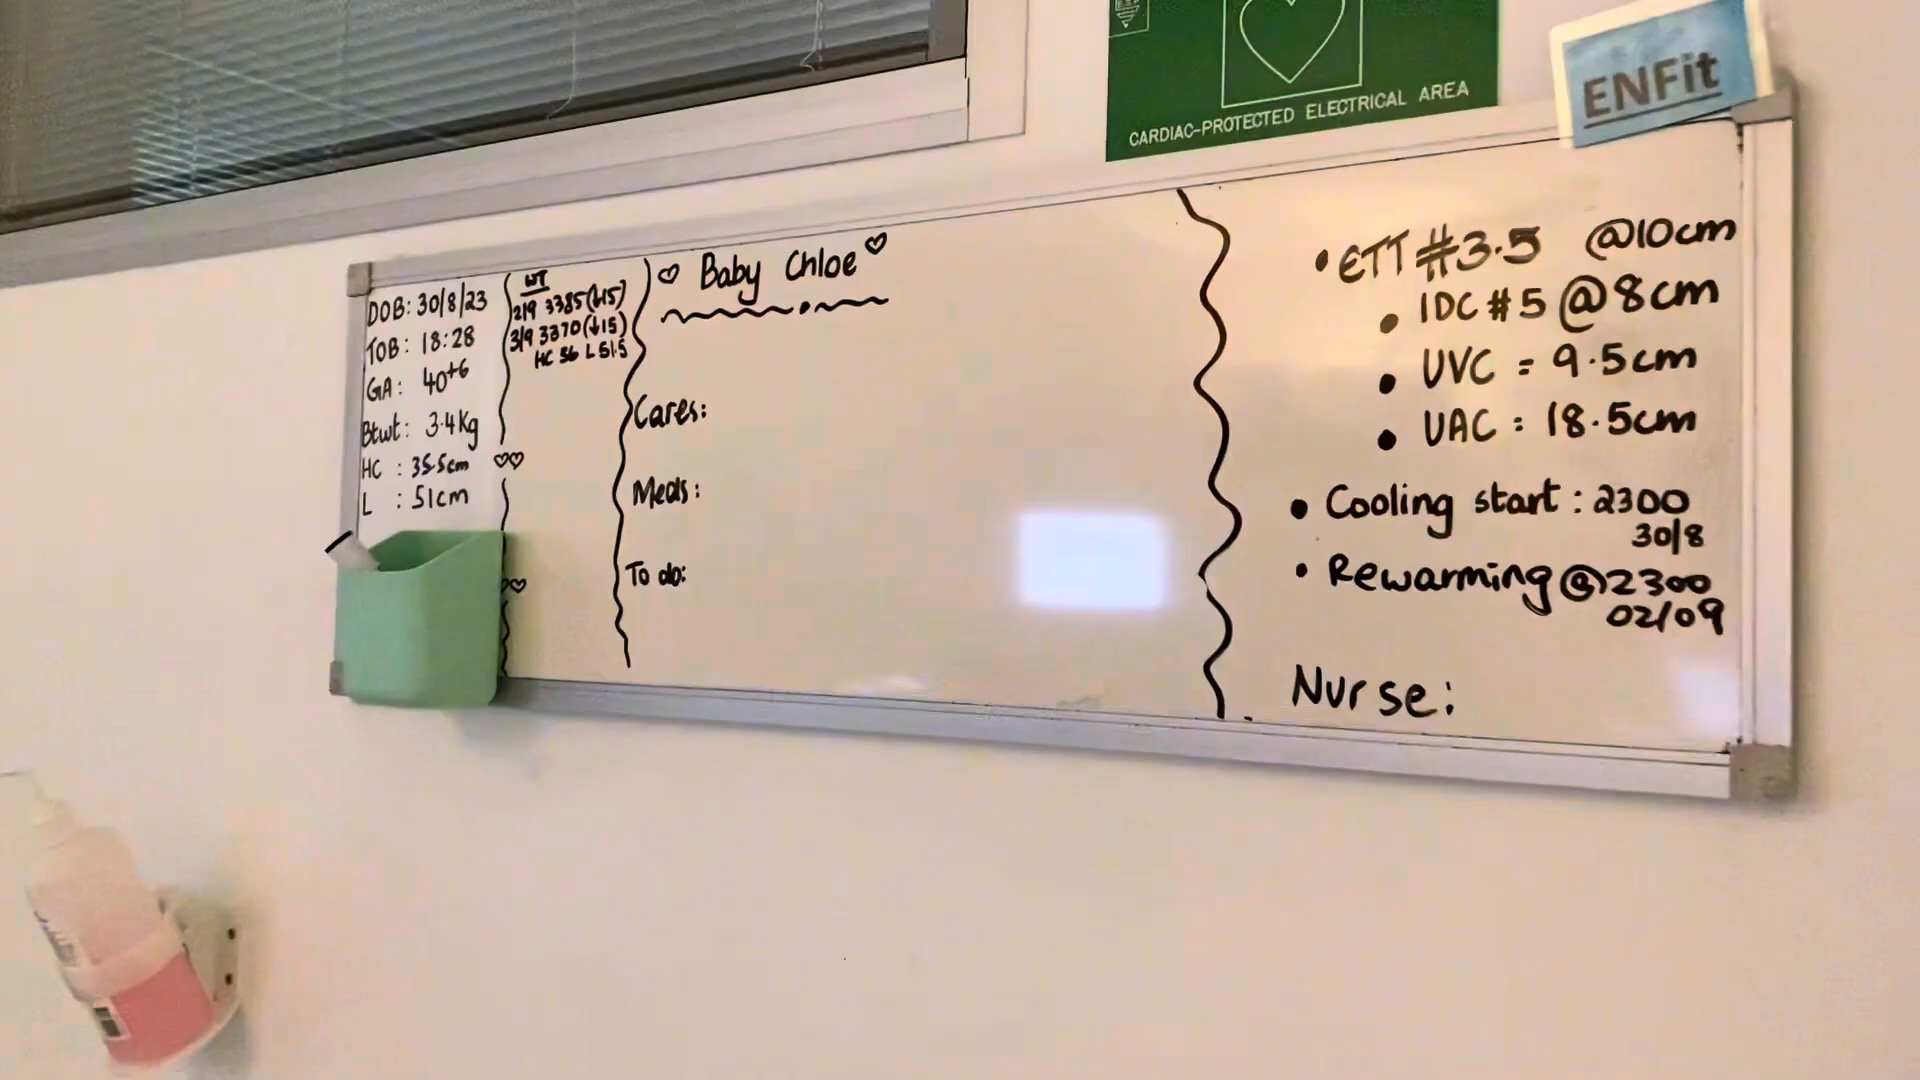 CARDIAC-PROTECTED ELECTRICAL AREA
ENFit
DOB: 30/8/23
TOB: 18:28
GA: 40+6
Btwt: 3.4Kg
HC : 35.5cm
L : 51cm
WT
2/9 3385(↓15)
3/9 3370(↓15)
HC 36 L 51.5
♡ Baby Chloe ♡
Cares:
Meds:
To do:
• ETT #3.5 @10cm
• IDC #5 @8cm
• UVC = 9.5cm
• UAC = 18.5cm
• Cooling start : 2300
30/8
• Rewarming @2300
02/09
Nurse: